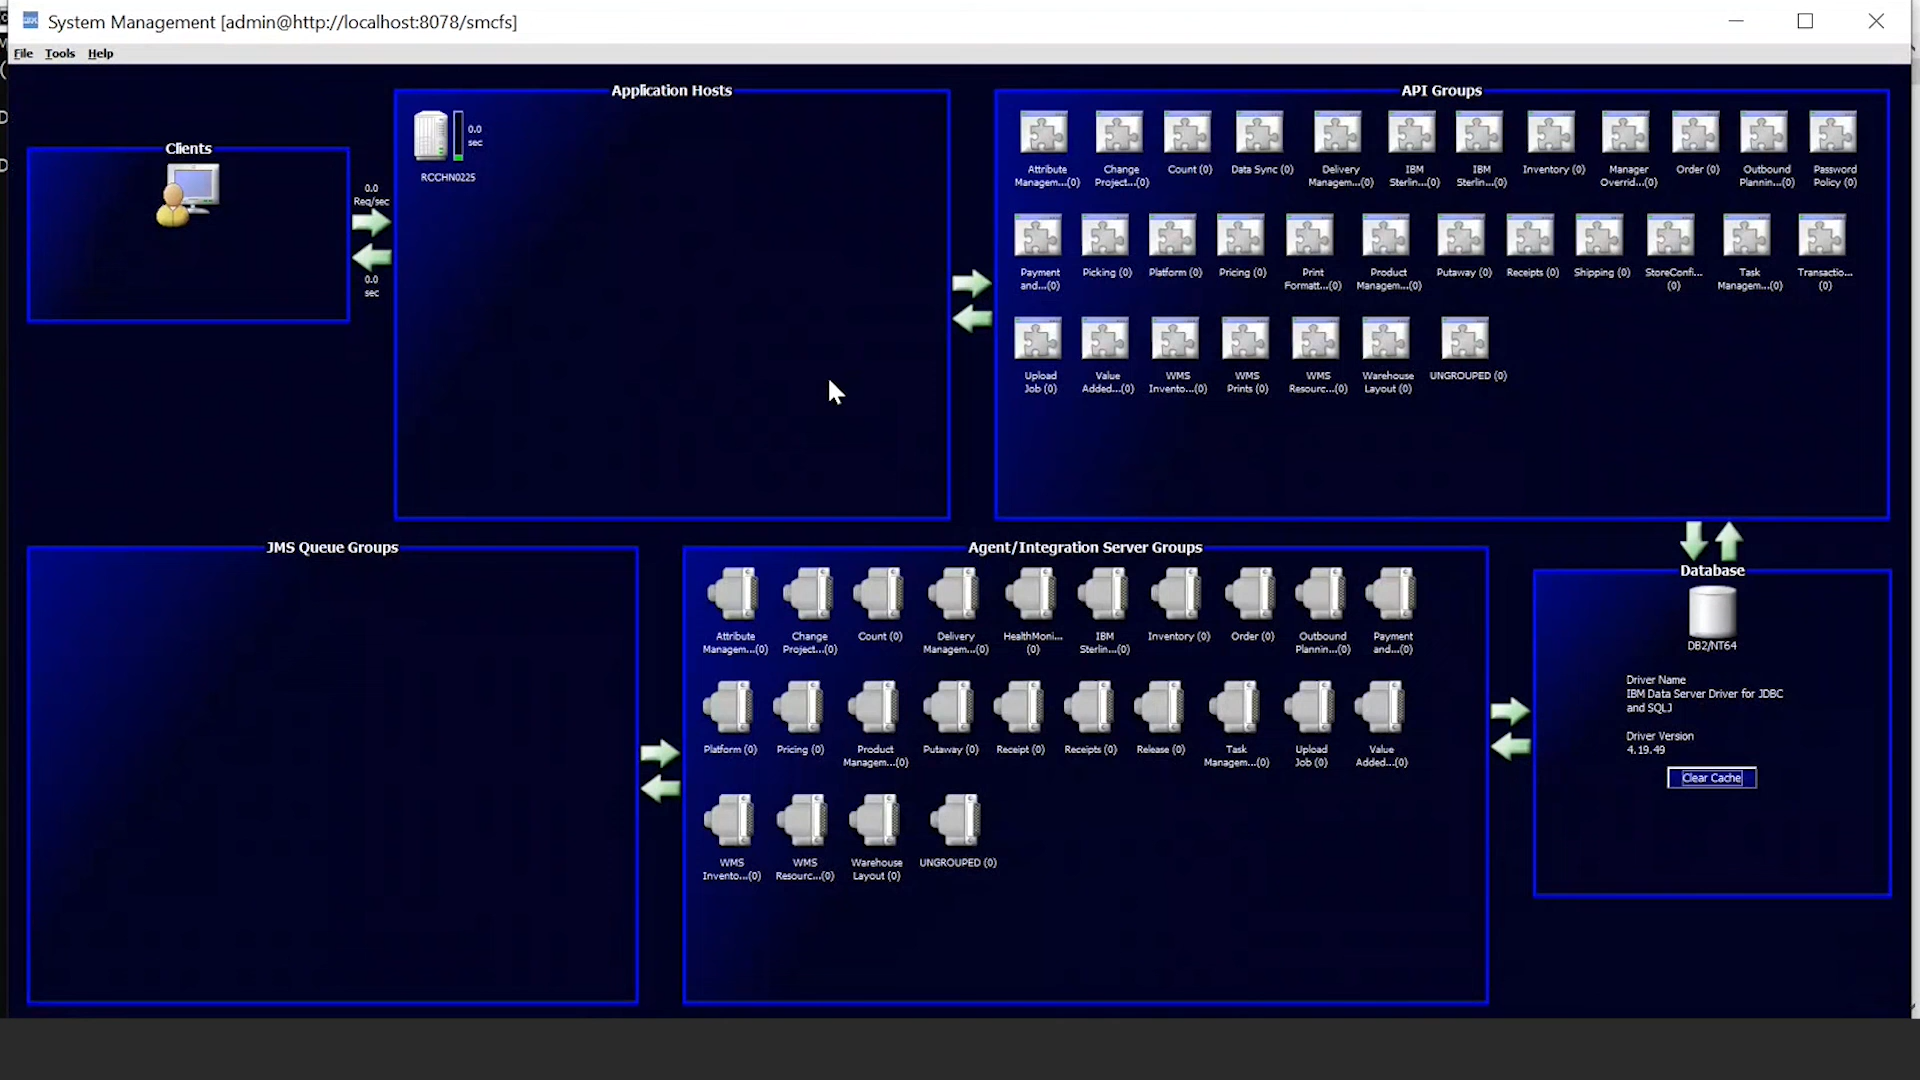 System Management [admin@http://localhost:8078/smcfs]
File Tools Help
Clients
0.0
Req/sec
0.0
sec
Application Hosts
0.0
sec
RCCHN0225
API Groups
Attribute
Managem...(0)
Change
Project...(0)
Count (0)
Data Sync (0)
Delivery
Managem...(0)
IBM
Sterlin...(0)
IBM
Sterlin...(0)
Inventory (0)
Manager
Overrid...(0)
Order (0)
Outbound
Plannin...(0)
Password
Policy (0)
Payment
and...(0)
Picking (0)
Platform (0)
Pricing (0)
Print
Formatt...(0)
Product
Managem...(0)
Putaway (0)
Receipts (0)
Shipping (0)
StoreConfi...
(0)
Task
Managem...(0)
Transactio...
(0)
Upload
Job (0)
Value
Added...(0)
WMS
Invento...(0)
WMS
Prints (0)
WMS
Resourc...(0)
Warehouse
Layout (0)
UNGROUPED (0)
JMS Queue Groups
Agent/Integration Server Groups
Attribute
Managem...(0)
Change
Project...(0)
Count (0)
Delivery
Managem...(0)
HealthMoni...
(0)
IBM
Sterlin...(0)
Inventory (0)
Order (0)
Outbound
Plannin...(0)
Payment
and...(0)
Platform (0)
Pricing (0)
Product
Managem...(0)
Putaway (0)
Receipt (0)
Receipts (0)
Release (0)
Task
Managem...(0)
Upload
Job (0)
Value
Added...(0)
WMS
Invento...(0)
WMS
Resourc...(0)
Warehouse
Layout (0)
UNGROUPED (0)
Database
DB2/NT64
Driver Name
IBM Data Server Driver for JDBC
and SQLJ
Driver Version
4.19.49
Clear Cache